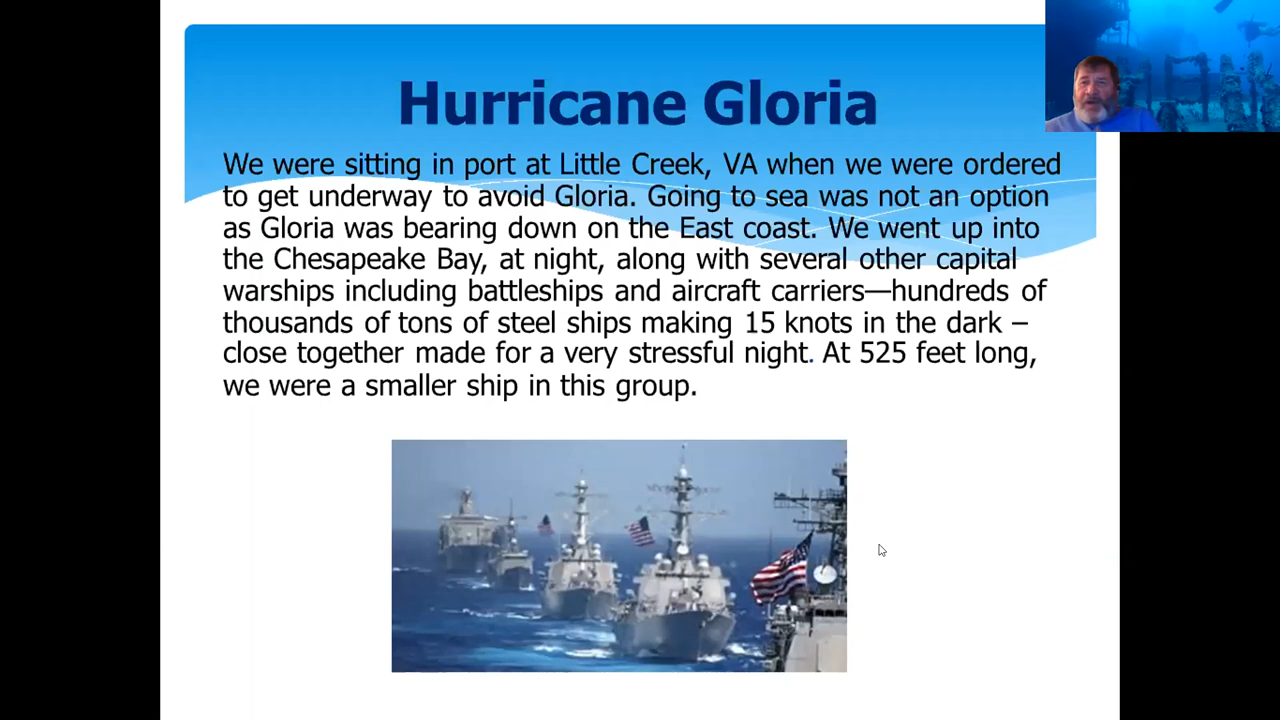 Hurricane Gloria
We were sitting in port at Little Creek, VA when we were ordered
to get underway to avoid Gloria. Going to sea was not an option
as Gloria was bearing down on the East coast. We went up into
the Chesapeake Bay, at night, along with several other capital
warships including battleships and aircraft carriers—hundreds of
thousands of tons of steel ships making 15 knots in the dark –
close together made for a very stressful night. At 525 feet long,
we were a smaller ship in this group.